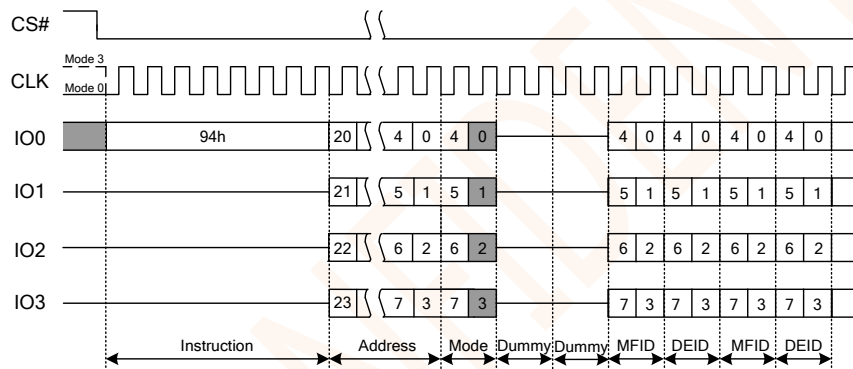 CS#
Mode 3
CLK
Mode 0
IO0 94h 20 4 0 4 0 4 0 4 0 4 0 4 0
IO1 21 5 1 5 1 5 1 5 1 5 1 5 1
IO2 22 6 2 6 2 6 2 6 2 6 2 6 2
IO3 23 7 3 7 3 7 3 7 3 7 3 7 3
Instruction Address Mode Dummy Dummy MFID DEID MFID DEID